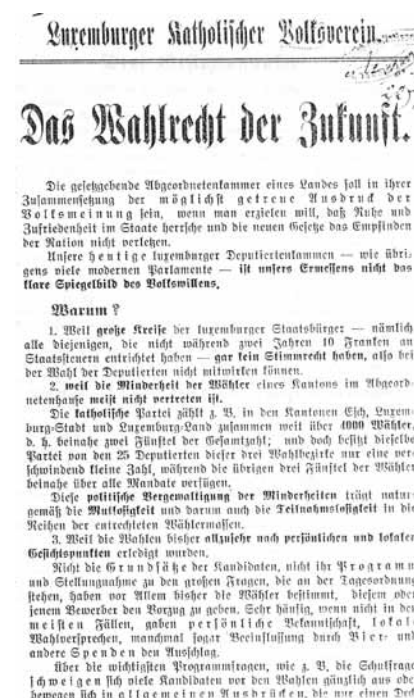 Luxemburger Katholischer Volksverein.
Das Wahlrecht der Zukunft.
Die gesetzgebende Abgeordnetenkammer eines Landes soll in ihrer
Zusammensetzung der möglichst getreue Ausdruck der
Volksmeinung sein, wenn man erzielen will, daß Ruhe und
Zufriedenheit im Staate herrsche und die neuen Gesetze das Empfinden
der Nation nicht verletzen.
Unsere heutige luxemburger Deputiertenkammen — wie übri-
gens viele modernen Parlamente — ist unsers Ermessens nicht das
klare Spiegelbild des Volkswillens.
Warum?
1. Weil große Kreise der luxemburger Staatsbürger — nämlich
alle diejenigen, die nicht während zwei Jahren 10 Franken an
Staatssteuern entrichtet haben — gar kein Stimmrecht haben, also bei
der Wahl der Deputierten nicht mitwirken können.
2. weil die Minderheit der Wähler eines Kantons im Abgeord-
netenhause meist nicht vertreten ist.
Die katholische Partei zählt z. B. in den Kantonen Esch, Luxem-
burg-Stadt und Luxemburg-Land zusammen weit über 4000 Wähler,
d. h. beinahe zwei Fünftel der Gesamtzahl; und doch besitzt dieselbe
Partei von den 25 Deputierten dieser drei Wahlbezirke nur eine ver-
schwindend kleine Zahl, während die übrigen drei Fünftel der Wähler
beinahe über alle Mandate verfügen.
Diese politische Vergewaltigung der Minderheiten trägt natur-
gemäß die Mutlosigkeit und darum auch die Teilnahmslosigkeit in die
Reihen der entrechteten Wählermassen.
3. Weil die Wahlen bisher allzusehr nach persönlichen und lokalen
Gesichtspunkten erledigt wurden.
Nicht die Grundsätze der Kandidaten, nicht ihr Programm
und Stellungnahme zu den großen Fragen, die an der Tagesordnung
stehen, haben vor Allem bisher die Wähler bestimmt, diesem oder
jenem Bewerber den Vorzug zu geben. Sehr häufig, wenn nicht in den
meisten Fällen, gaben persönliche Bekanntschaft, lokale
Wahlversprechen, manchmal sogar Beeinflussung durch Bier- und
andere Spenden den Ausschlag.
Über die wichtigsten Programmfragen, wie z. B. die Schulfrage
schweigen sich viele Kandidaten vor den Wahlen gänzlich aus oder
bewegen sich in allgemeinen Ausdrücken, die nur einen